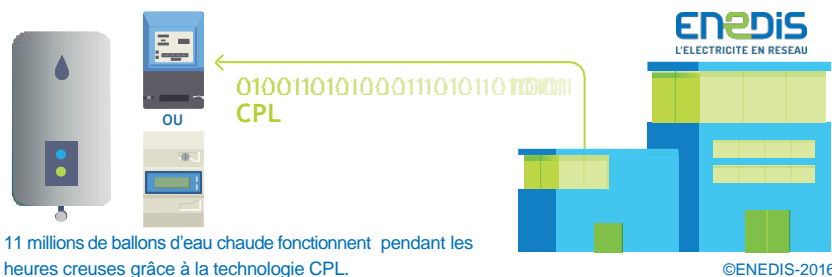 ENEDIS
L'ELECTRICITE EN RESEAU
OU
CPL
11 millions de ballons d'eau chaude fonctionnent pendant les
heures creuses grâce à la technologie CPL.
©ENEDIS-2016